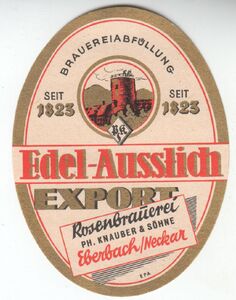 BRAUEREIABFÜLLUNG
SEIT 1823
SEIT 1823
Edel-Ausstich
EXPORT
Rosenbrauerei
PH. KNAUBER & SÖHNE
Eberbach/Neckar